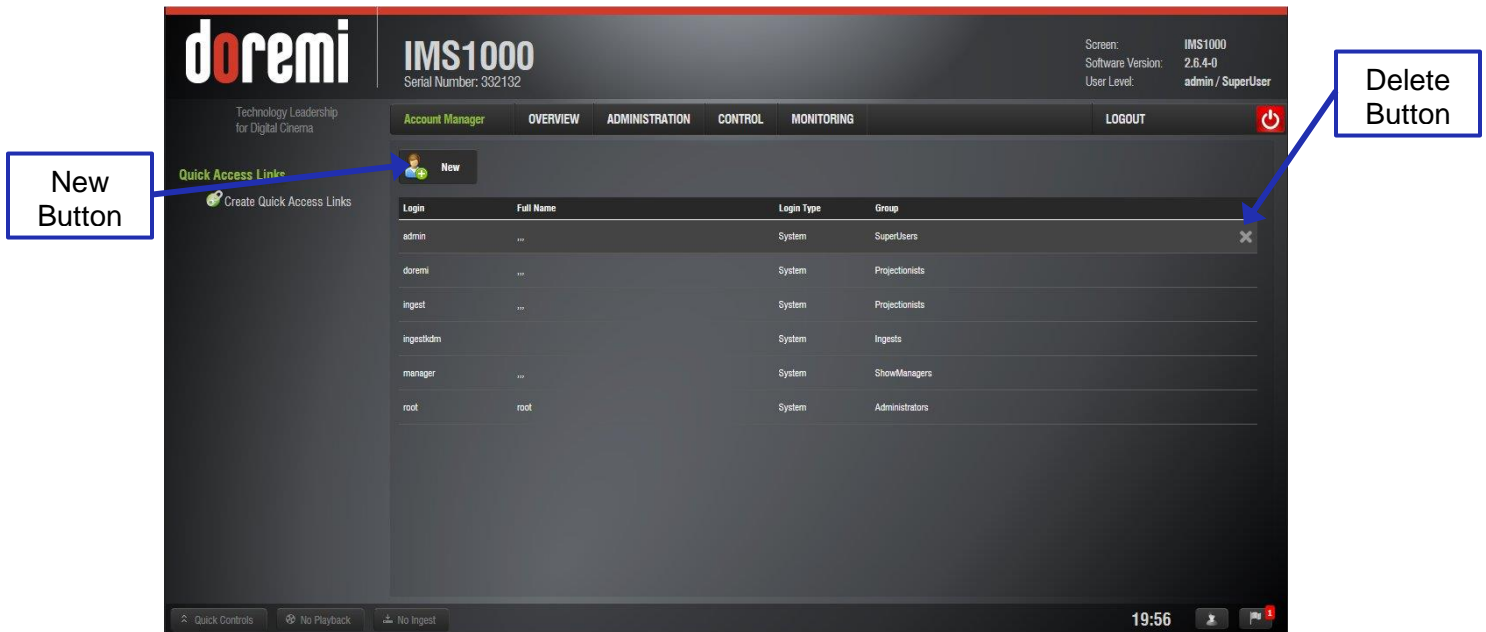 doremi
Technology Leadership
for Digital Cinema
IMS1000
Serial Number: 332132
Screen: IMS1000
Software Version: 2.6.4-0
User Level: admin / SuperUser
Delete
Button
Account Manager OVERVIEW ADMINISTRATION CONTROL MONITORING LOGOUT
New
Button
Quick Access Links
Create Quick Access Links
New
Login Full Name Login Type Group
admin ,,, System SuperUsers
doremi ,,, System Projectionists
ingest ,,, System Projectionists
ingestkdm System Ingests
manager ,,, System ShowManagers
root root System Administrators
Quick Controls No Playback No Ingest 19:56 1